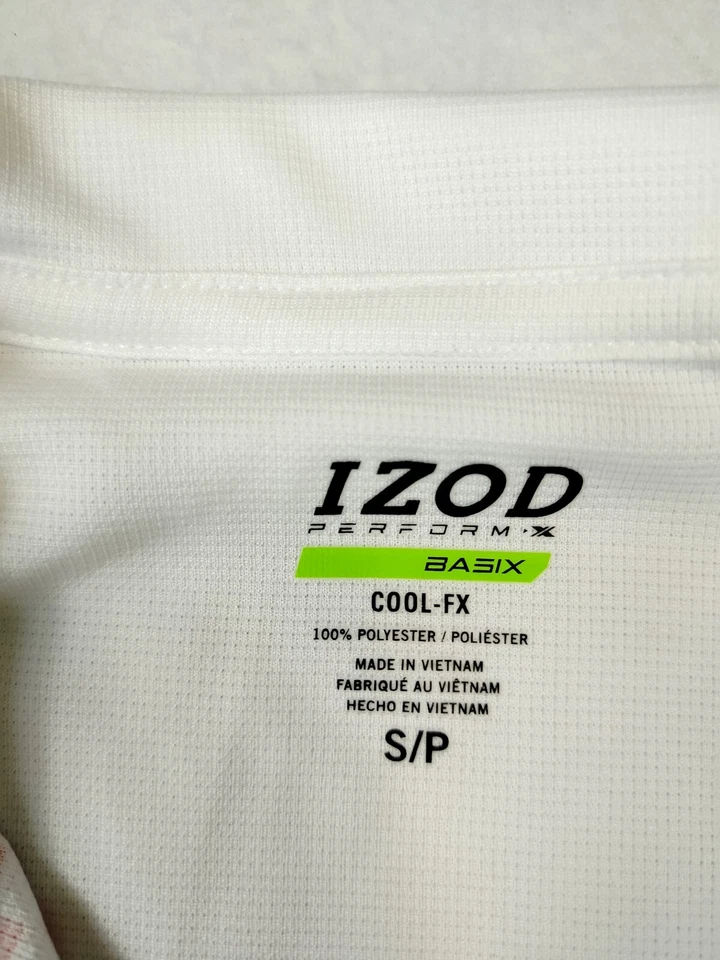 IZOD
PERFORM·X
BASIX
COOL-FX
100% POLYESTER / POLIÉSTER
MADE IN VIETNAM
FABRIQUÉ AU VIÊTNAM
HECHO EN VIETNAM
S/P